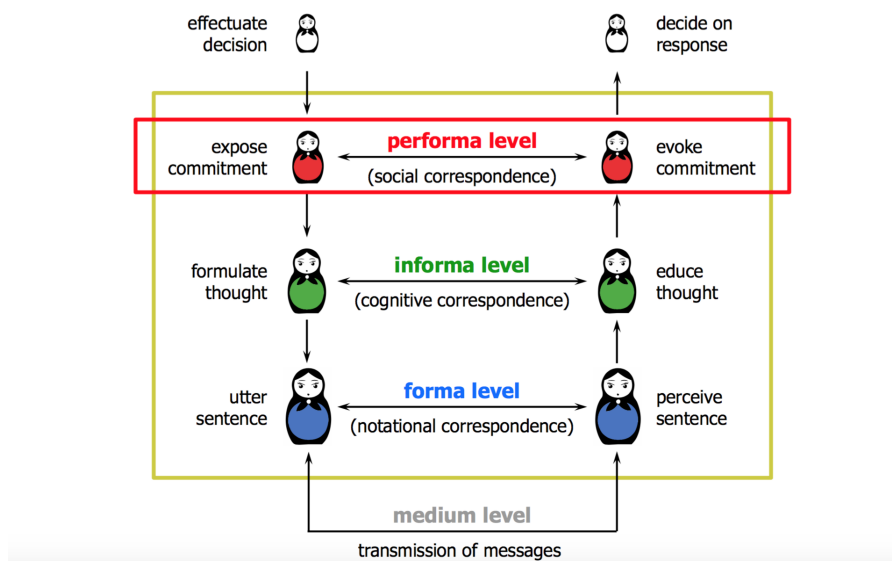 effectuate
decision
decide on
response
expose
commitment
performa level
(social correspondence)
evoke
commitment
formulate
thought
informa level
(cognitive correspondence)
educe
thought
utter
sentence
forma level
(notational correspondence)
perceive
sentence
medium level
transmission of messages